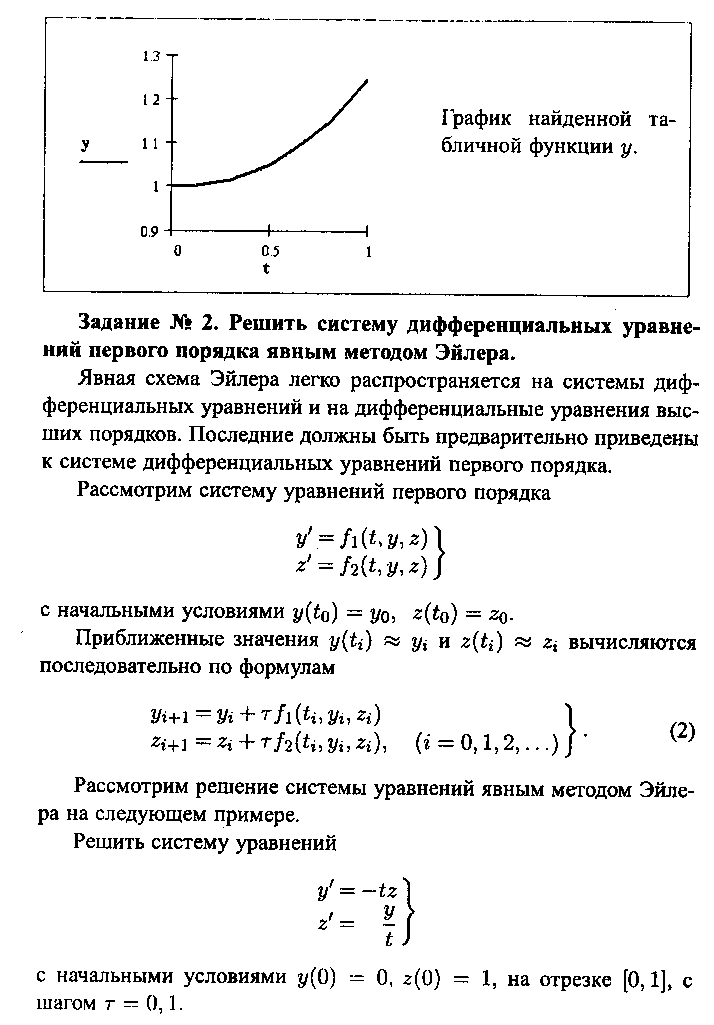 1.3
1 2
y
1 1
1
0.9
0
0.5
1
t
График найденной та-
бличной функции y.
Задание № 2. Решить систему дифференциальных уравне-
ний первого порядка явным методом Эйлера.
Явная схема Эйлера легко распространяется на системы диф-
ференциальных уравнений и на дифференциальные уравнения выс-
ших порядков. Последние должны быть предварительно приведены
к системе дифференциальных уравнений первого порядка.
Рассмотрим систему уравнений первого порядка
y′ = f₁(t, y, z)
z′ = f₂(t, y, z) }
с начальными условиями y(t₀) = y₀, z(t₀) = z₀.
Приближенные значения y(tᵢ) ≈ yᵢ и z(tᵢ) ≈ zᵢ вычисляются
последовательно по формулам
yᵢ₊₁ = yᵢ + τf₁(tᵢ, yᵢ, zᵢ)
zᵢ₊₁ = zᵢ + τf₂(tᵢ, yᵢ, zᵢ), (i = 0, 1, 2, ...) } . (2)
Рассмотрим решение системы уравнений явным методом Эйле-
ра на следующем примере.
Решить систему уравнений
y′ = −tz
z′ = y/t }
с начальными условиями y(0) = 0, z(0) = 1, на отрезке [0, 1], с
шагом τ = 0, 1.